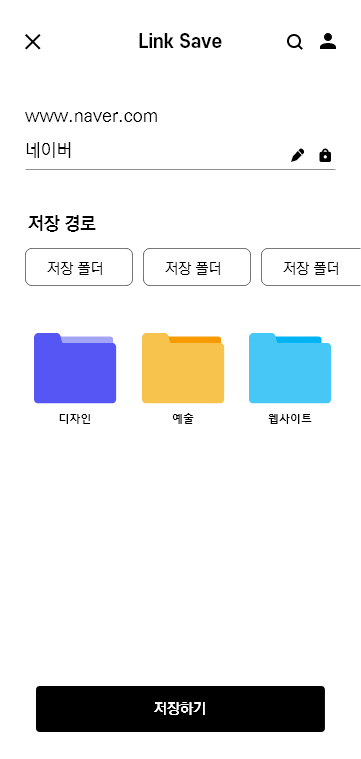 Link Save
www.naver.com
네이버
저장 경로
저장 폴더 저장 폴더 저장 폴더
디자인 예술 웹사이트
저장하기